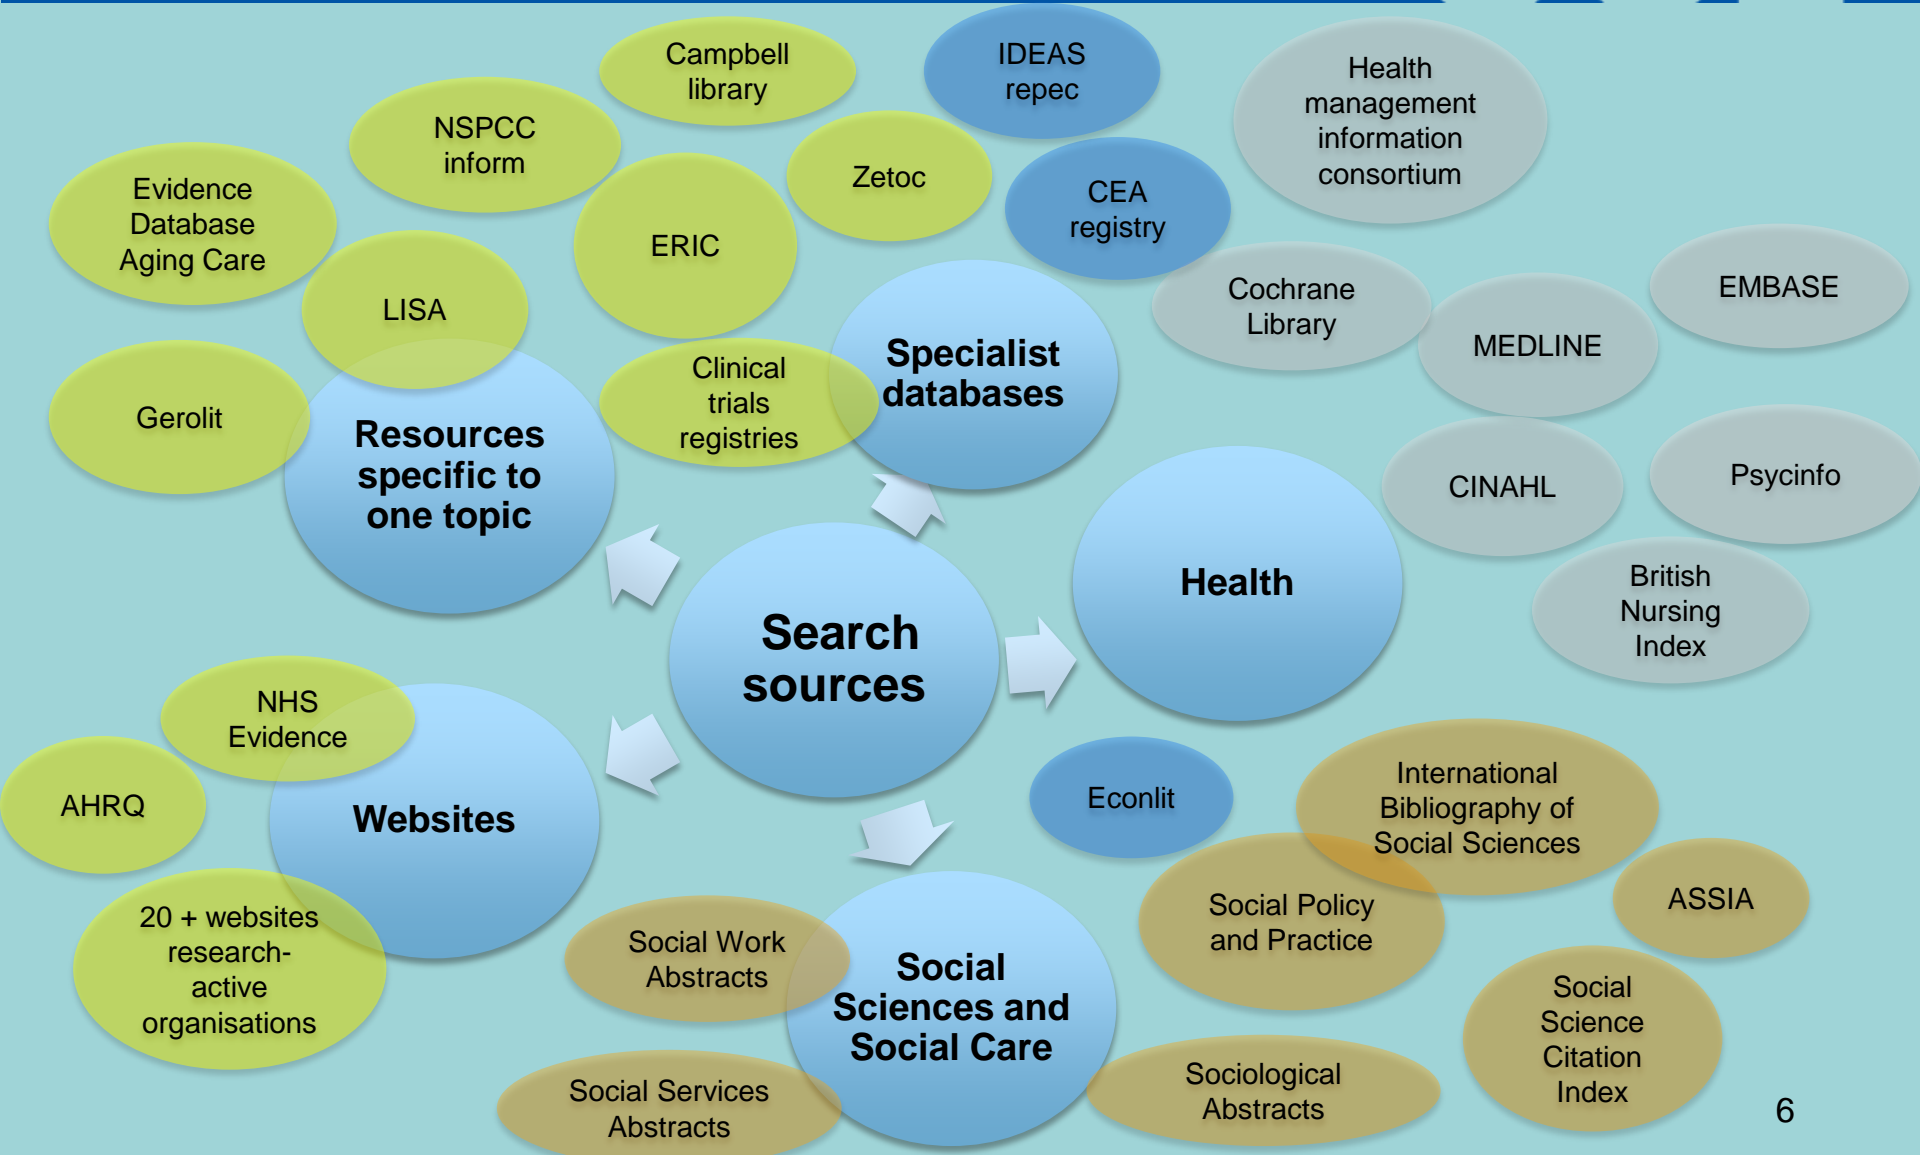 Campbell
library
IDEAS
repec
Health
management
information
consortium
NSPCC
inform
Zetoc
CEA
registry
Evidence
Database
Aging Care
ERIC
LISA
Cochrane
Library
EMBASE
MEDLINE
Gerolit
Clinical
trials
registries
Specialist
databases
Resources
specific to
one topic
CINAHL
Psycinfo
Health
British
Nursing
Index
Search
sources
NHS
Evidence
AHRQ
Websites
Econlit
International
Bibliography of
Social Sciences
20 + websites
research-
active
organisations
Social Work
Abstracts
Social
Sciences and
Social Care
Social Policy
and Practice
ASSIA
Social
Science
Citation
Index
Social Services
Abstracts
Sociological
Abstracts
6